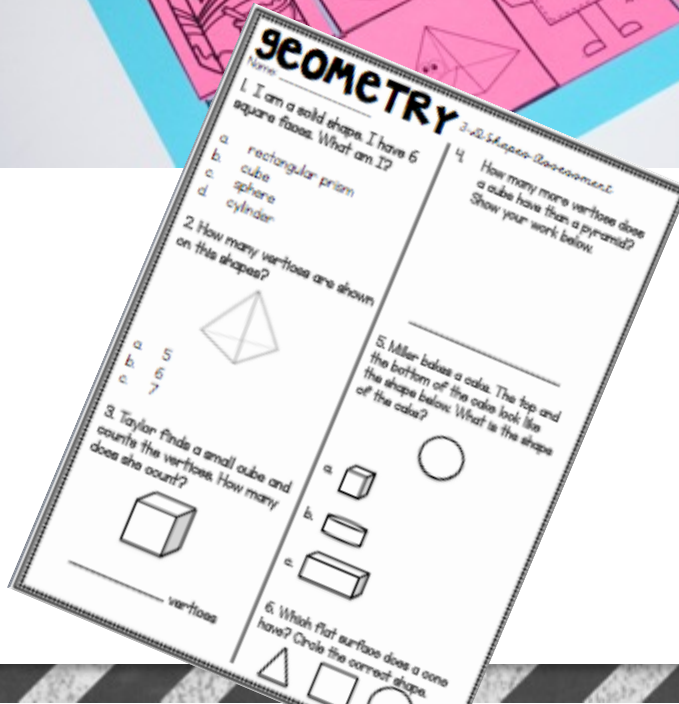 geometry
3-D Shapes Assessment
Name:
1. I am a solid shape. I have 6
square faces. What am I?
a. rectangular prism
b. cube
c. sphere
d. cylinder
2. How many vertices are shown
on this shapes?
a. 5
b. 6
c. 7
3. Taylor finds a small cube and
counts the vertices. How many
does she count?
vertices
4. How many more vertices does
a cube have than a pyramid?
Show your work below.
5. Miller bakes a cake. The top and
the bottom of the cake look like
the shape below. What is the shape
of the cake?
a.
b.
c.
6. Which flat surface does a cone
have? Circle the correct shape.